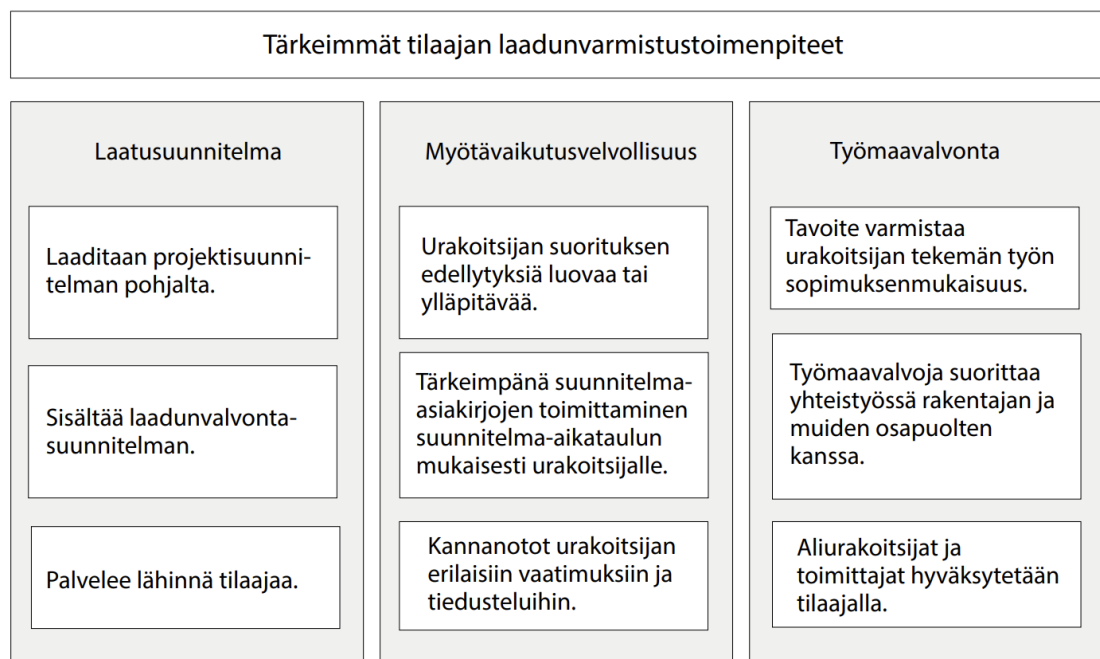 Tärkeimmät tilaajan laadunvarmistustoimenpiteet
Laatusuunnitelma
Laaditaan projektisuunni-
telman pohjalta.
Sisältää laadunvalvonta-
suunnitelman.
Palvelee lähinnä tilaajaa.
Myötävaikutusvelvollisuus
Urakoitsijan suorituksen
edellytyksiä luovaa tai
ylläpitävää.
Tärkeimpänä suunnitelma-
asiakirjojen toimittaminen
suunnitelma-aikataulun
mukaisesti urakoitsijalle.
Kannanotot urakoitsijan
erilaisiin vaatimuksiin ja
tiedusteluihin.
Työmaavalvonta
Tavoite varmistaa
urakoitsijan tekemän työn
sopimuksenmukaisuus.
Työmaavalvoja suorittaa
yhteistyössä rakentajan ja
muiden osapuolten
kanssa.
Aliurakoitsijat ja
toimittajat hyväksytetään
tilaajalla.